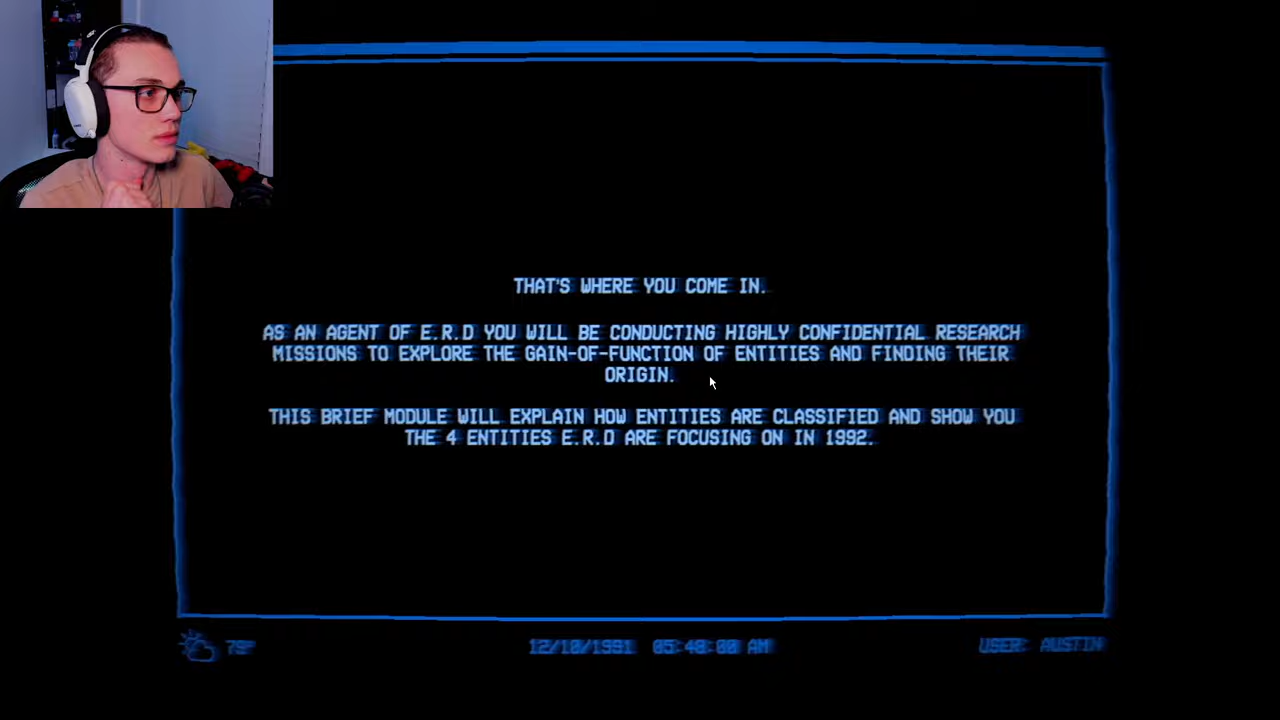 THAT'S WHERE YOU COME IN.
AS AN AGENT OF E.R.D YOU WILL BE CONDUCTING HIGHLY CONFIDENTIAL RESEARCH
MISSIONS TO EXPLORE THE GAIN-OF-FUNCTION OF ENTITIES AND FINDING THEIR
ORIGIN.
THIS BRIEF MODULE WILL EXPLAIN HOW ENTITIES ARE CLASSIFIED AND SHOW YOU
THE 4 ENTITIES E.R.D ARE FOCUSING ON IN 1992.
79° 12/10/1991 05:48:00 AM USER: AUSTIN